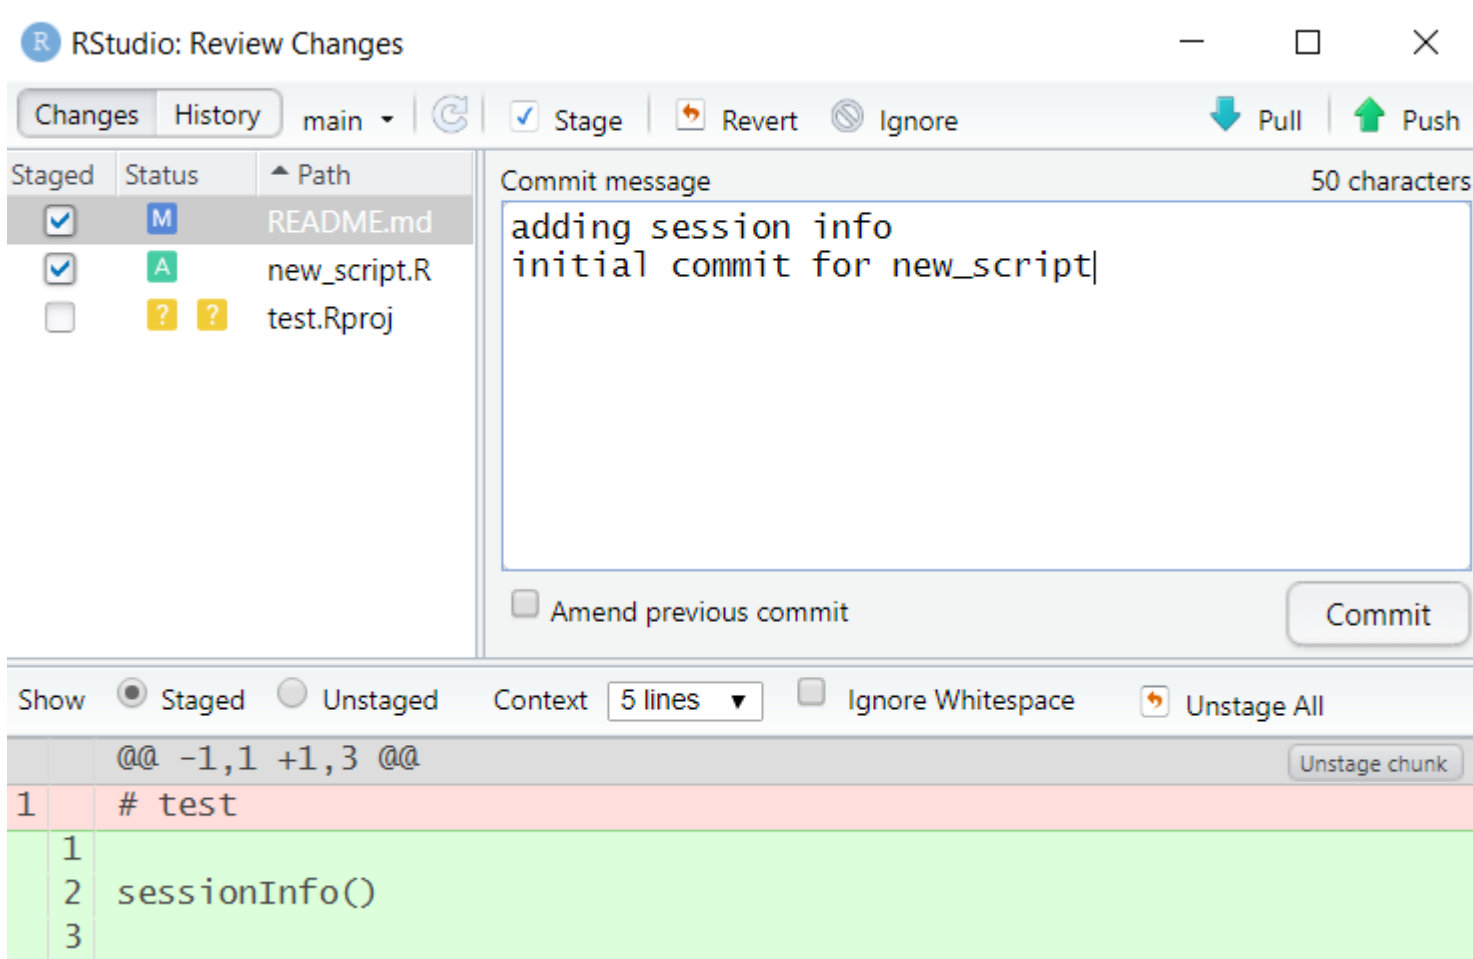 R RStudio: Review Changes
Changes History main Stage Revert Ignore Pull Push
Staged Status Path
M README.md
A new_script.R
? ? test.Rproj
Commit message 50 characters
adding session info
initial commit for new_script
Amend previous commit Commit
Show Staged Unstaged Context 5 lines Ignore Whitespace Unstage All
@@ -1,1 +1,3 @@ Unstage chunk
1 # test
1
2 sessionInfo()
3